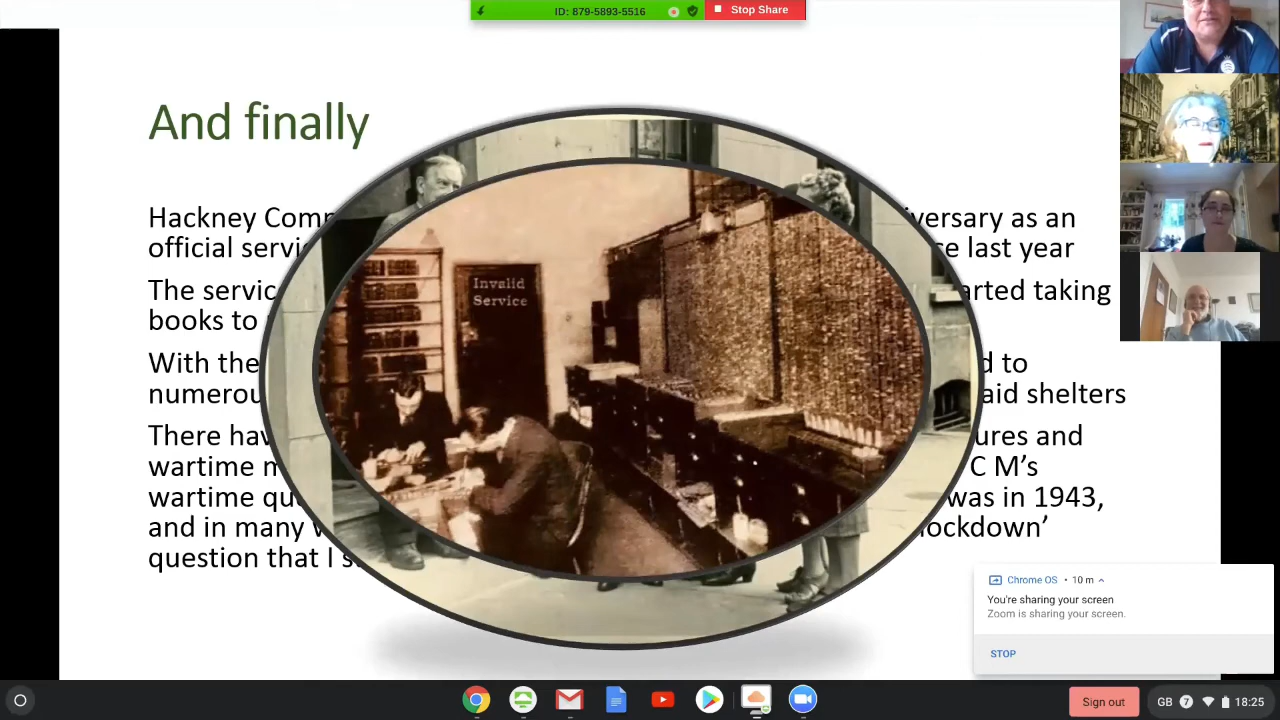 ID: 879-5893-5516
Stop Share
And finally
Hackney Com
iversary as an
official servi
e last year
The servic
arted taking
books to
With the
d to
numerou
aid shelters
There hav
ures and
wartime m
C M’s
wartime qu
was in 1943,
and in many
ockdown’
question that I s
Invalid
Service
Chrome OS • 10 m
You're sharing your screen
Zoom is sharing your screen.
STOP
Sign out
GB
7
18:25